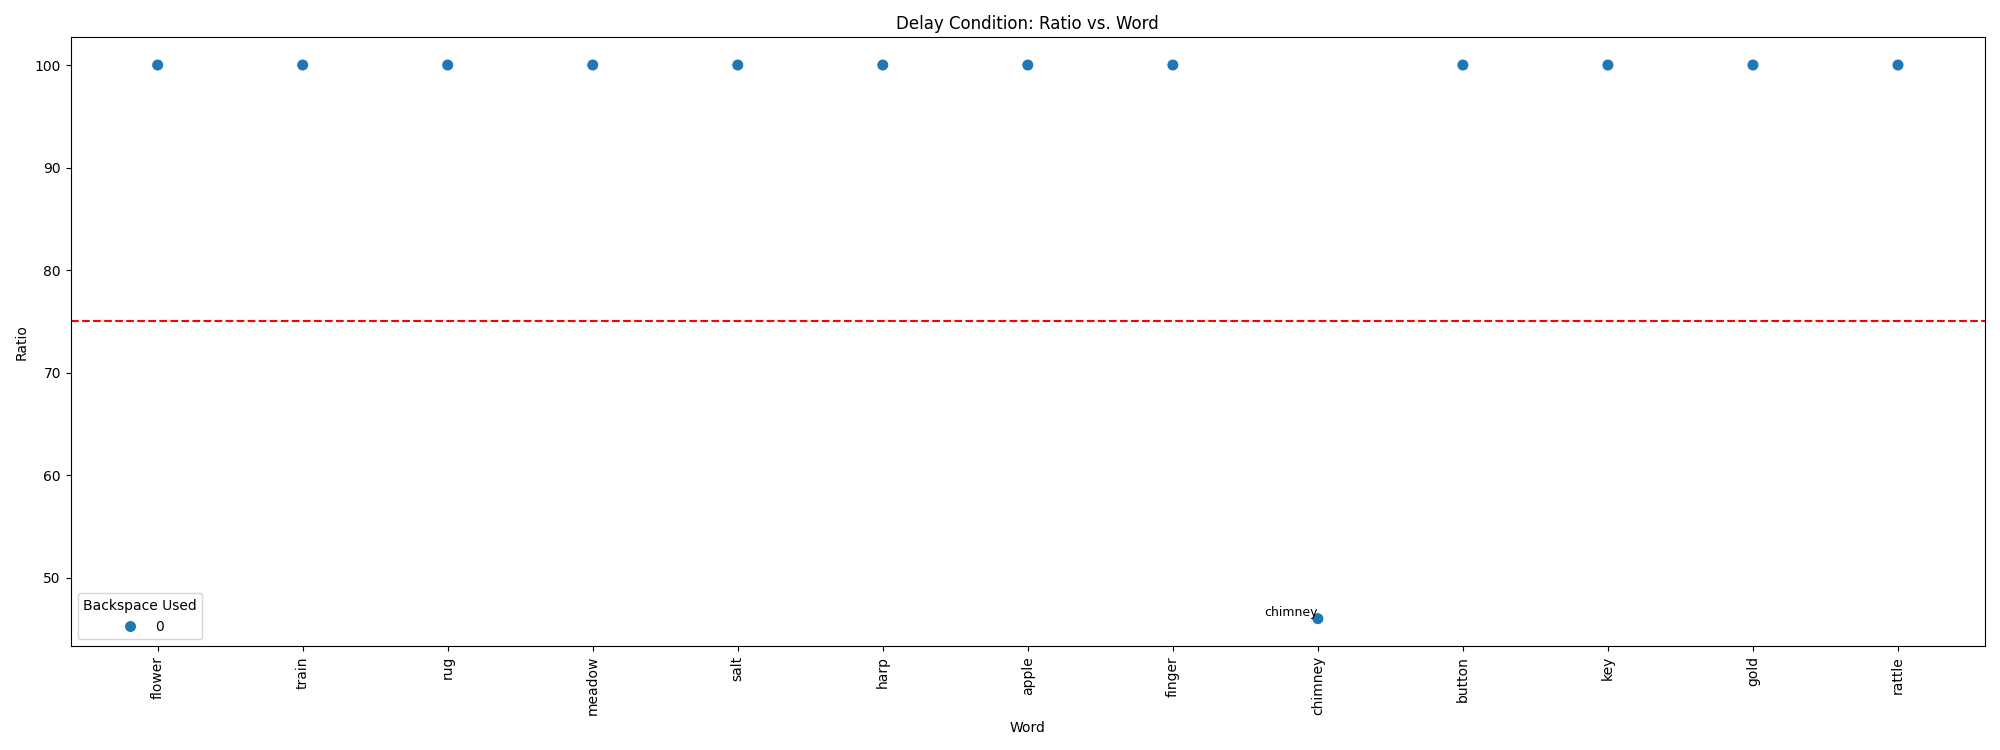 Delay Condition: Ratio vs. Word
Ratio
100
90
80
70
60
50
chimney
Backspace Used
0
flower
train
rug
meadow
salt
harp
apple
finger
chimney
button
key
gold
rattle
Word